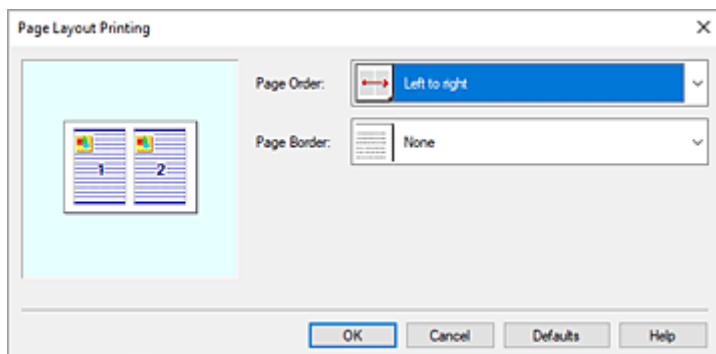 Page Layout Printing
Page Order:
Left to right
1
2
Page Border:
None
OK
Cancel
Defaults
Help